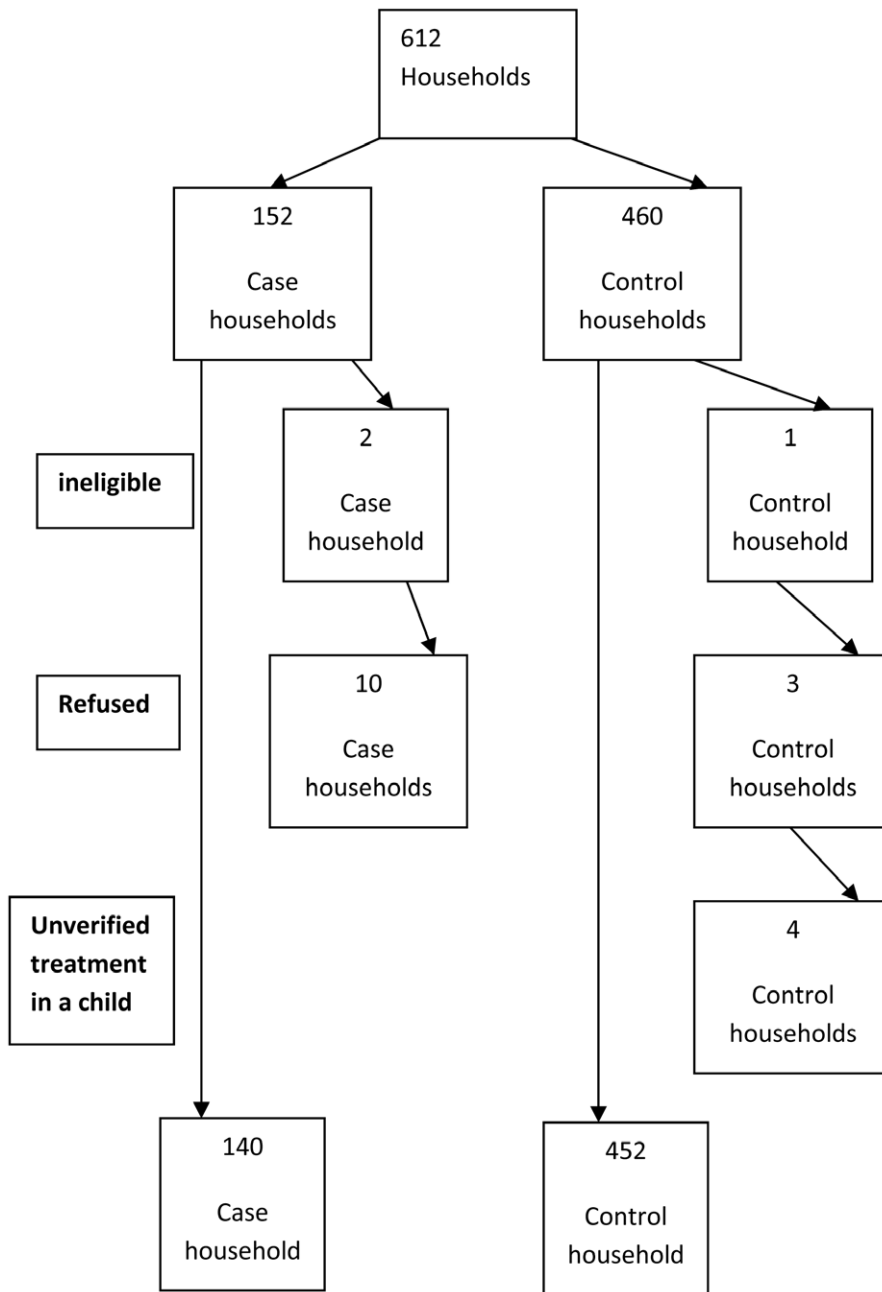 612
Households
152
Case
households
460
Control
households
ineligible
2
Case
household
1
Control
household
Refused
10
Case
households
3
Control
households
Unverified
treatment
in a child
4
Control
households
140
Case
household
452
Control
household